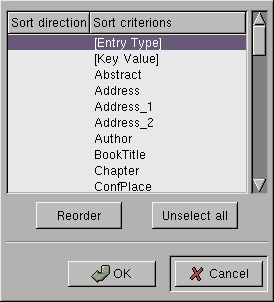 Sort direction Sort criterions
[Entry Type]
[Key Value]
Abstract
Address
Address_1
Address_2
Author
BookTitle
Chapter
ConfPlace
Reorder Unselect all
OK Cancel